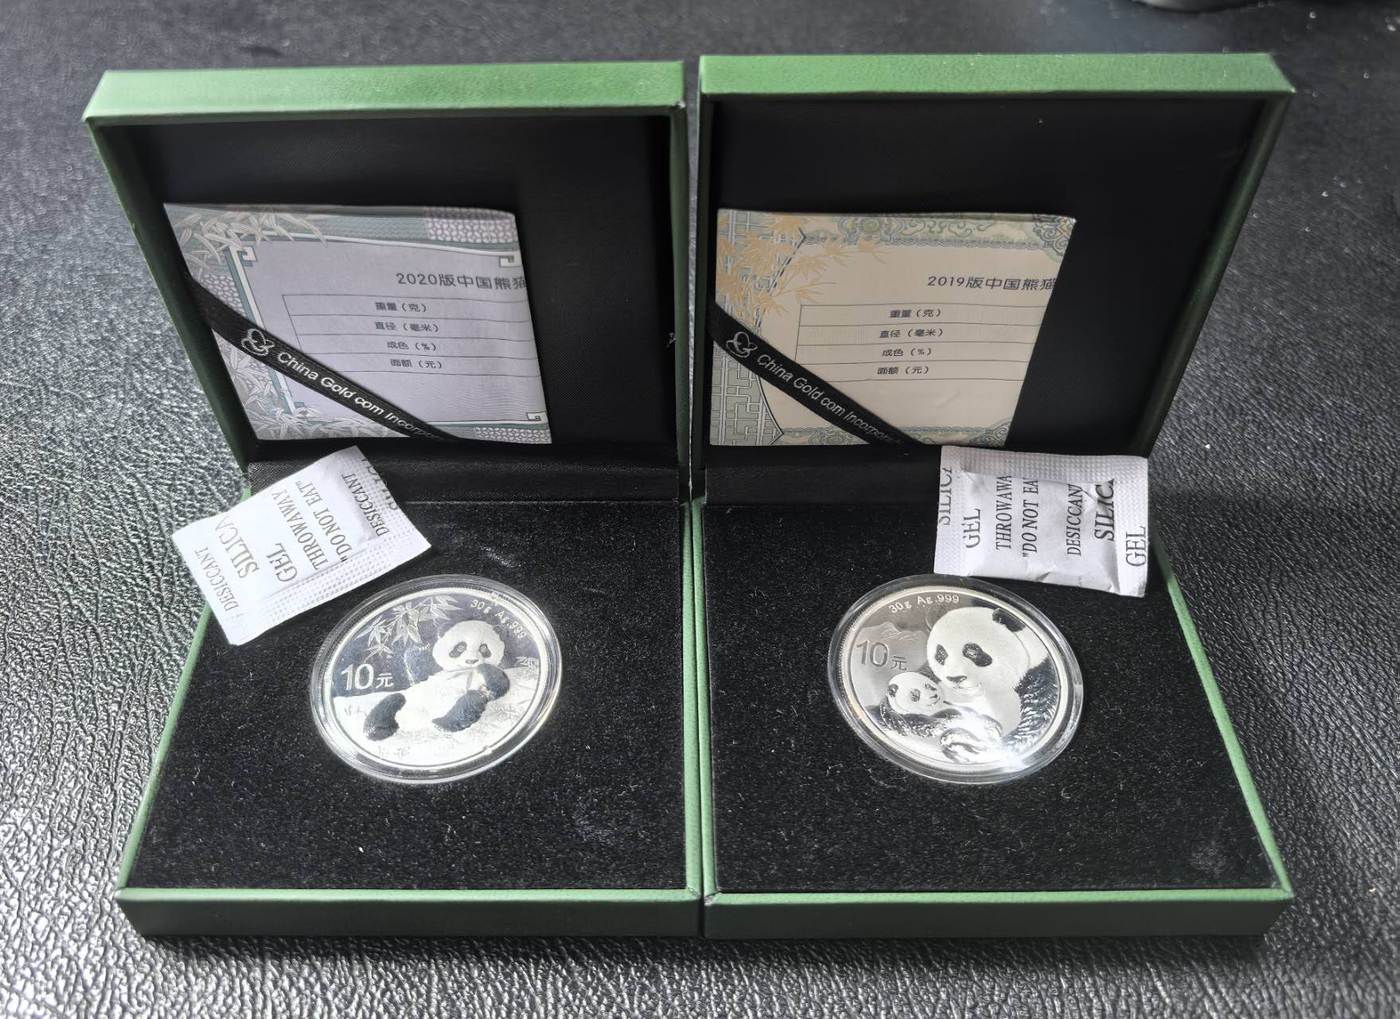 2020版中国熊猫
重量（克）
直径（毫米）
成色（%）
面额（元）
China Gold com Incorpor
DESICCANT
SILICA
GEL
THROWAWAY
"DO NOT EAT"
DESICCANT
30g Ag.999
10元
2019版中国熊猫
重量（克）
直径（毫米）
成色（%）
面额（元）
China Gold com Incorpor
SILICA
GEL
THROWAWA
"DO NOT EA
DESICCANT
SILICA
GEL
30g Ag.999
10元